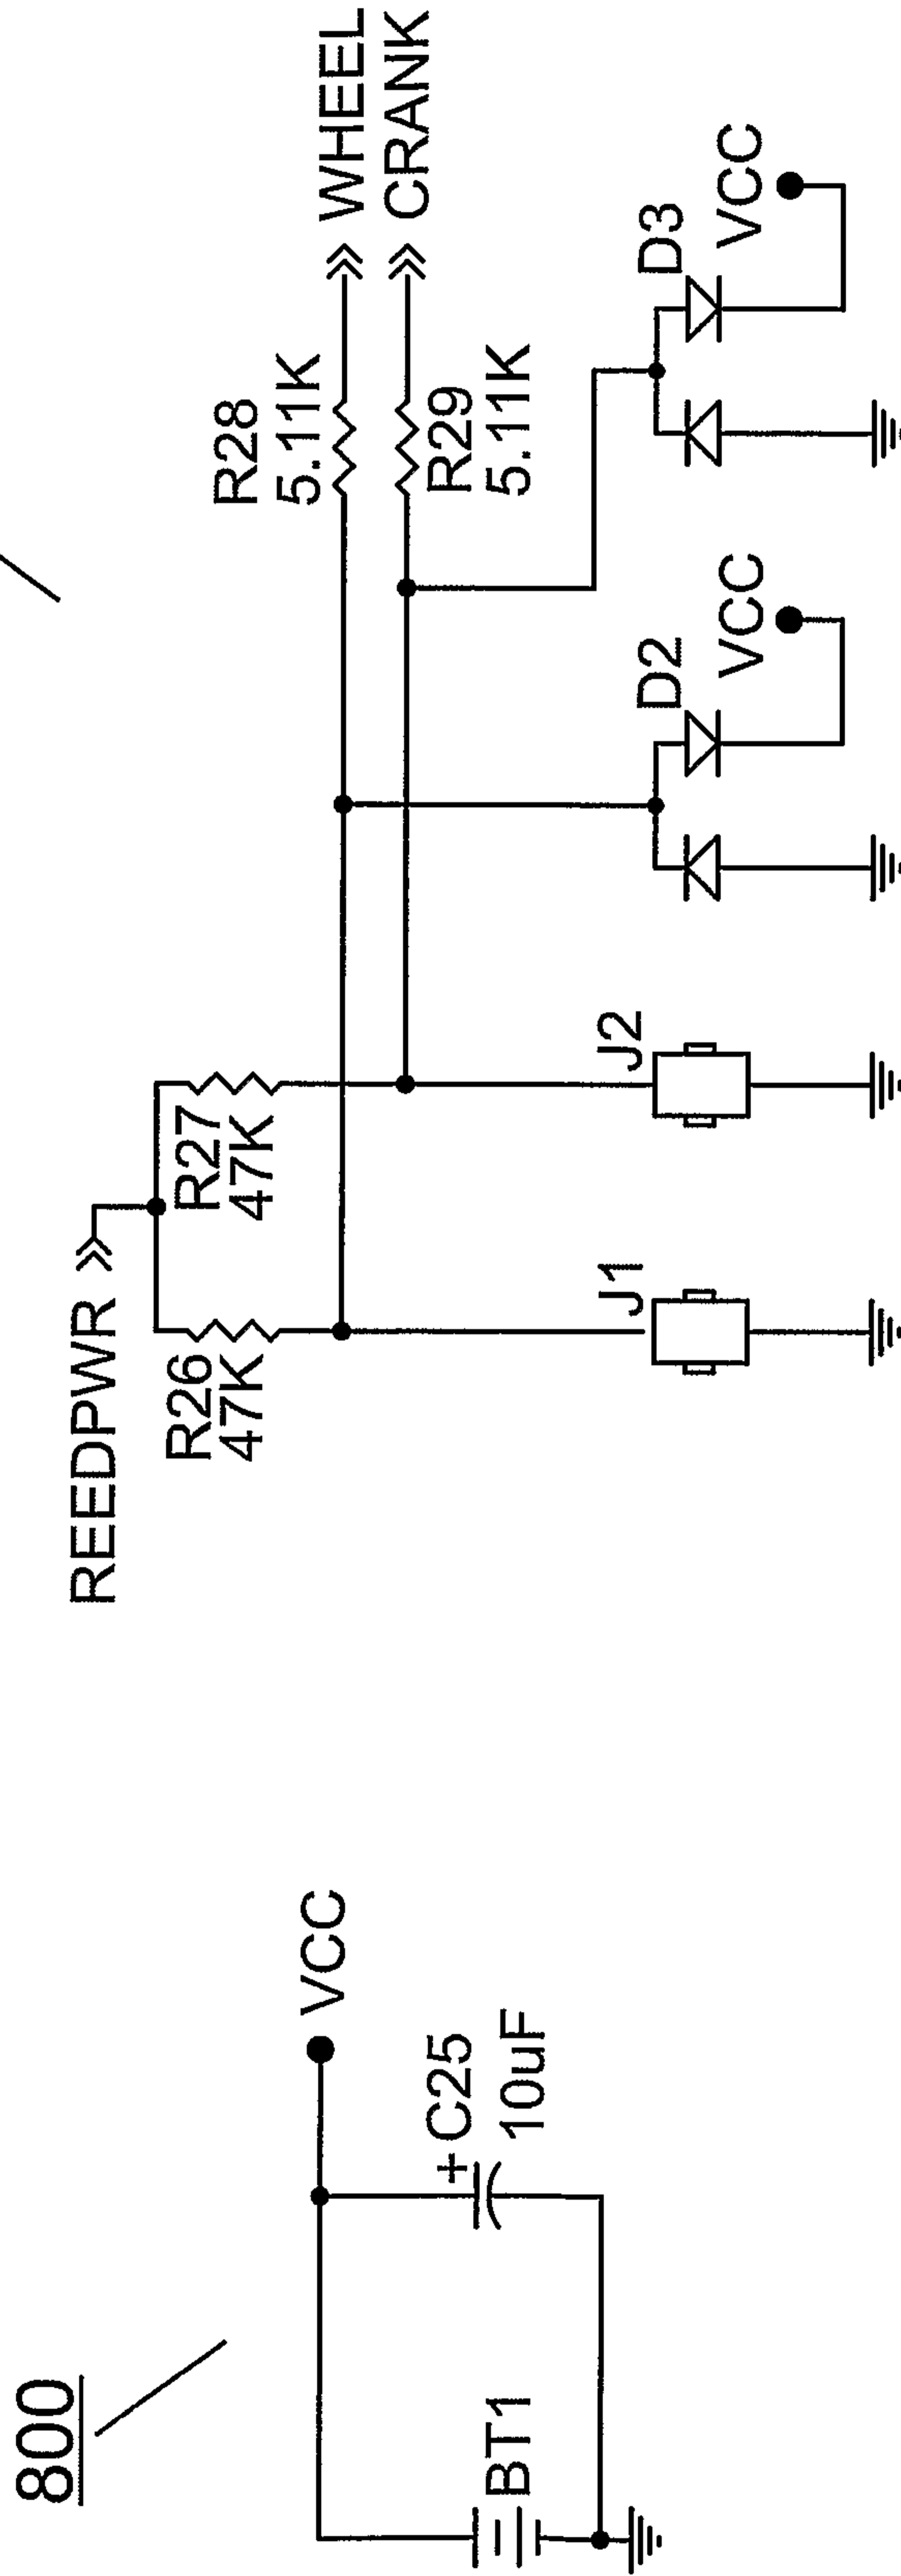 800
BT1
+
C25
10uF
VCC
REEDPWR
R26
47K
R27
47K
J1
J2
R28
5.11K
R29
5.11K
WHEEL
CRANK
D2
VCC
D3
VCC